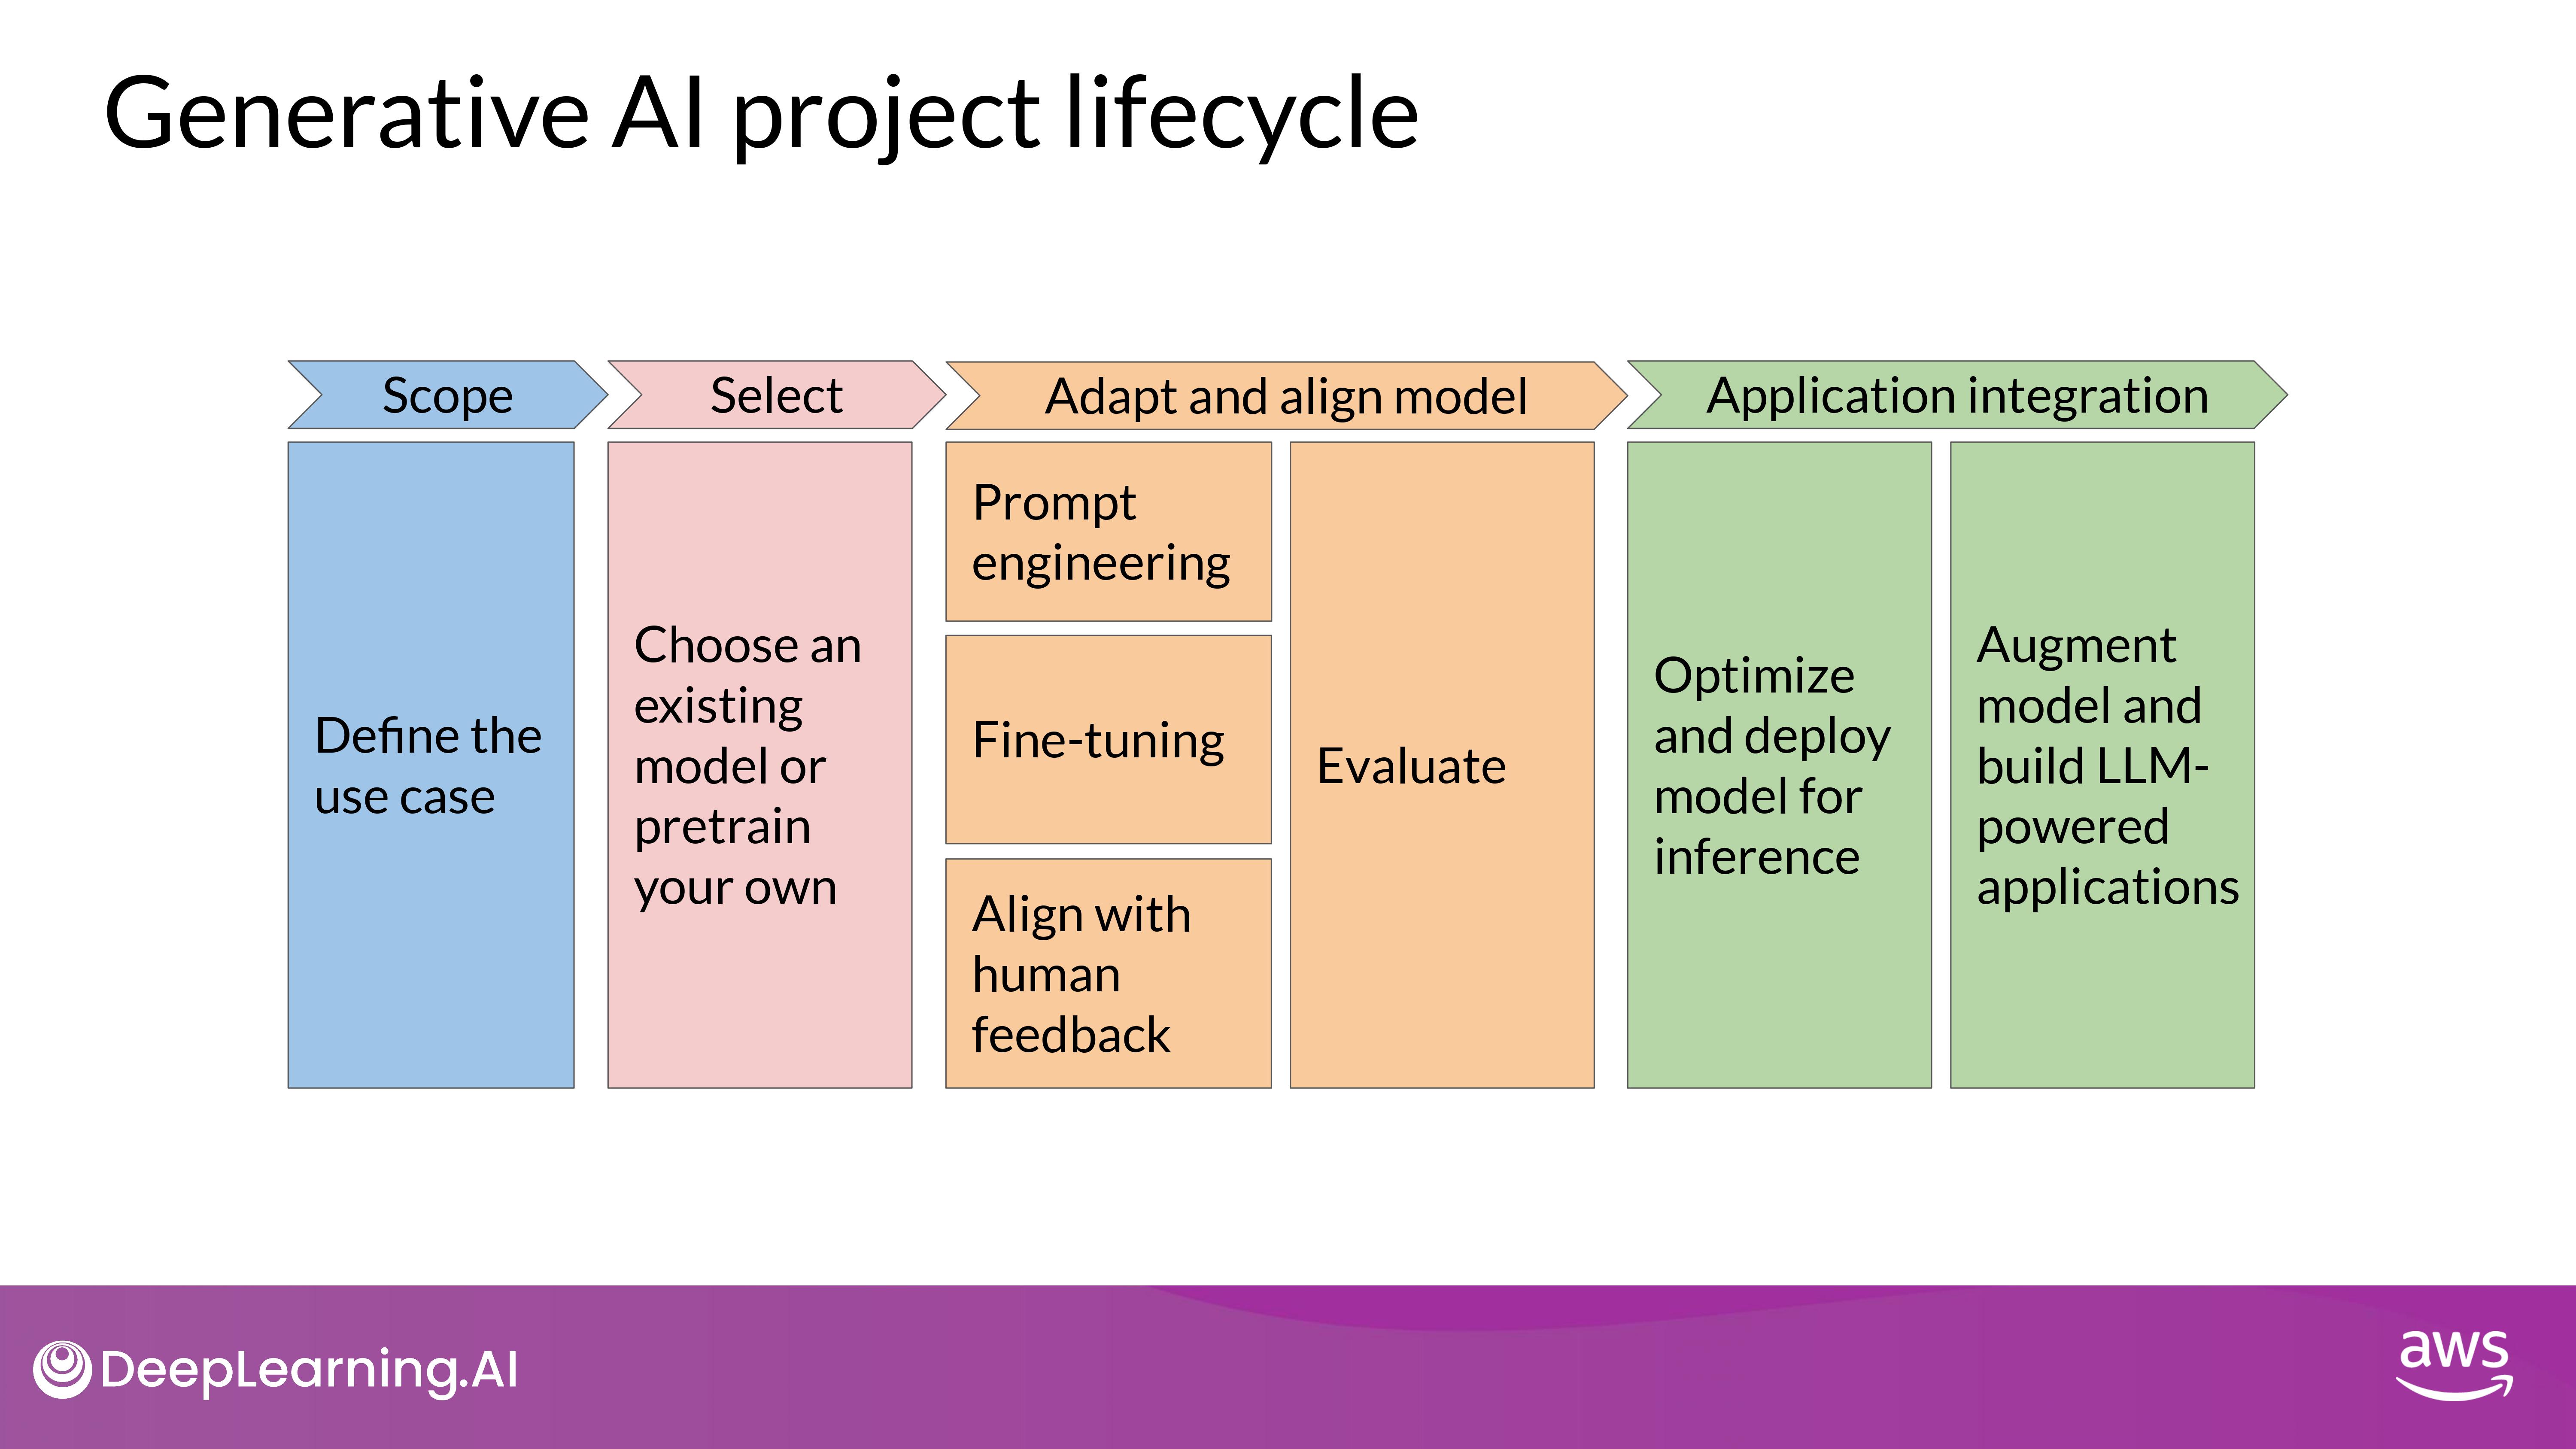 Generative AI project lifecycle
Scope
Select
Adapt and align model
Application integration
Define the
use case
Choose an
existing
model or
pretrain
your own
Prompt
engineering
Fine-tuning
Align with
human
feedback
Evaluate
Optimize
and deploy
model for
inference
Augment
model and
build LLM-
powered
applications
DeepLearning.AI
aws